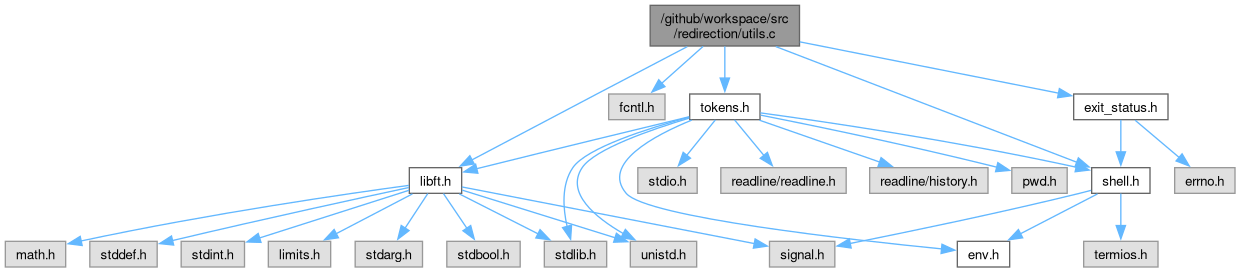 /github/workspace/src
/redirection/utils.c
fcntl.h
tokens.h
exit_status.h
libft.h
stdio.h
readline/readline.h
readline/history.h
pwd.h
shell.h
errno.h
math.h
stddef.h
stdint.h
limits.h
stdarg.h
stdbool.h
stdlib.h
unistd.h
signal.h
env.h
termios.h